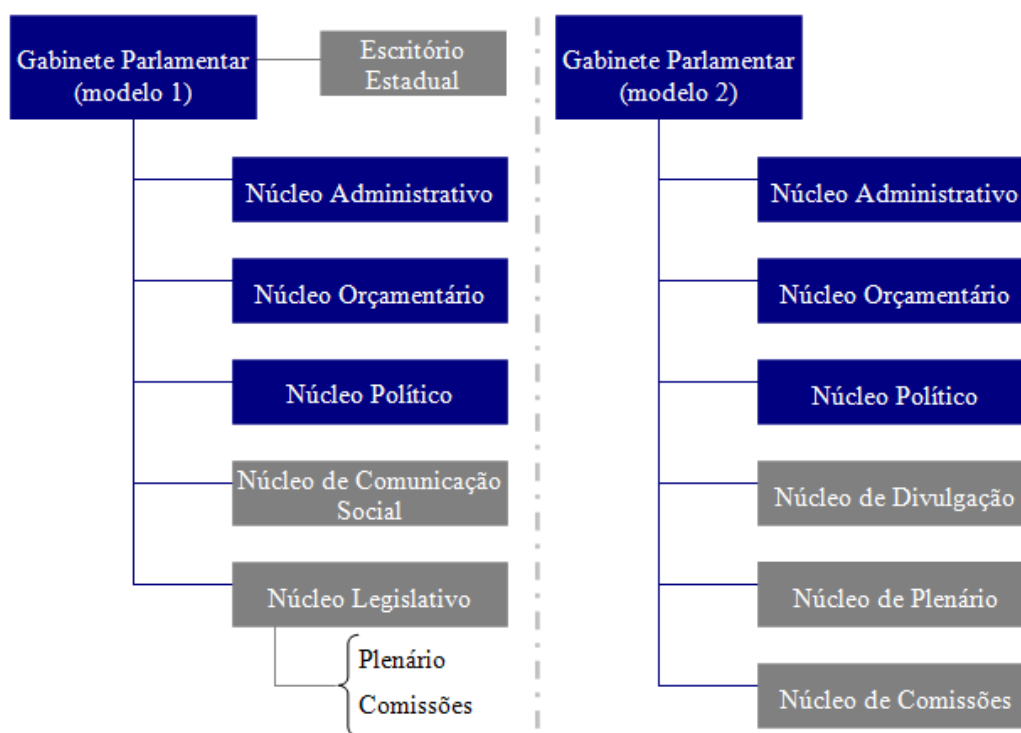 Gabinete Parlamentar
(modelo 1)
Escritório
Estadual
Núcleo Administrativo
Núcleo Orçamentário
Núcleo Político
Núcleo de Comunicação
Social
Núcleo Legislativo
Plenário
Comissões
Gabinete Parlamentar
(modelo 2)
Núcleo Administrativo
Núcleo Orçamentário
Núcleo Político
Núcleo de Divulgação
Núcleo de Plenário
Núcleo de Comissões